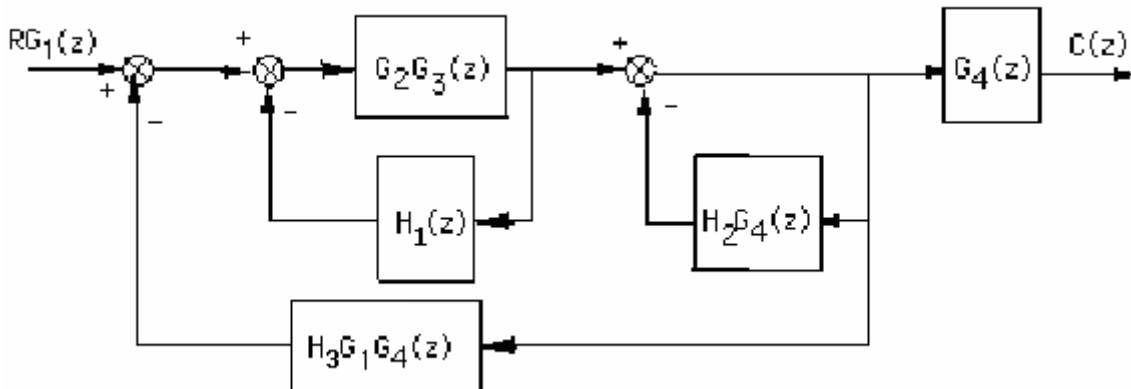 RG₁(z)
+
−
+
−
−
G₂G₃(z)
+
−
G₄(z)
C(z)
H₁(z)
H₂G₄(z)
H₃G₁G₄(z)